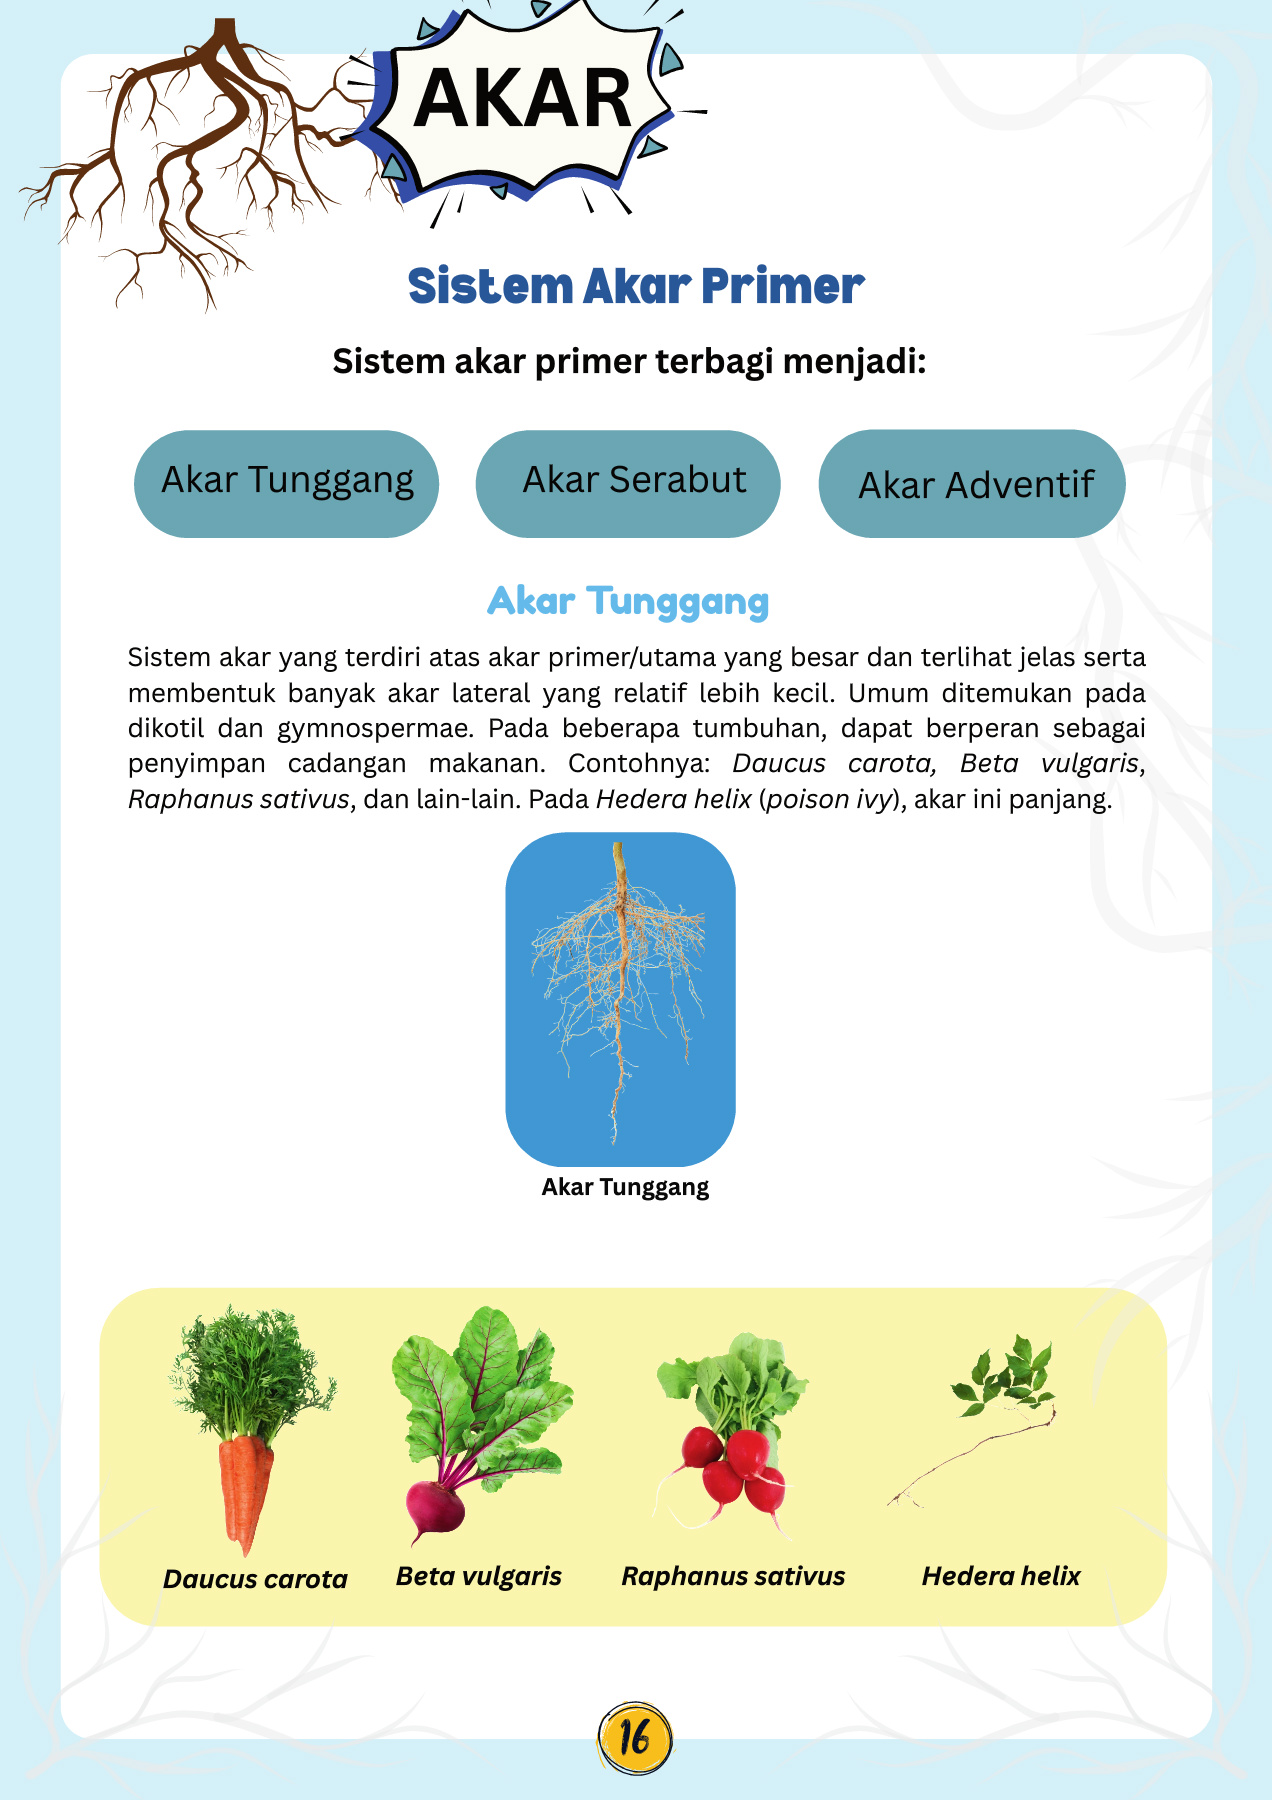 AKAR
Sistem Akar Primer
Sistem akar primer terbagi menjadi:
Akar Tunggang
Akar Serabut
Akar Adventif
Akar Tunggang
Sistem akar yang terdiri atas akar primer/utama yang besar dan terlihat jelas serta
membentuk banyak akar lateral yang relatif lebih kecil. Umum ditemukan pada
dikotil dan gymnospermae. Pada beberapa tumbuhan, dapat berperan sebagai
penyimpan cadangan makanan. Contohnya: Daucus carota, Beta vulgaris,
Raphanus sativus, dan lain-lain. Pada Hedera helix (poison ivy), akar ini panjang.
Akar Tunggang
Daucus carota
Beta vulgaris
Raphanus sativus
Hedera helix
16